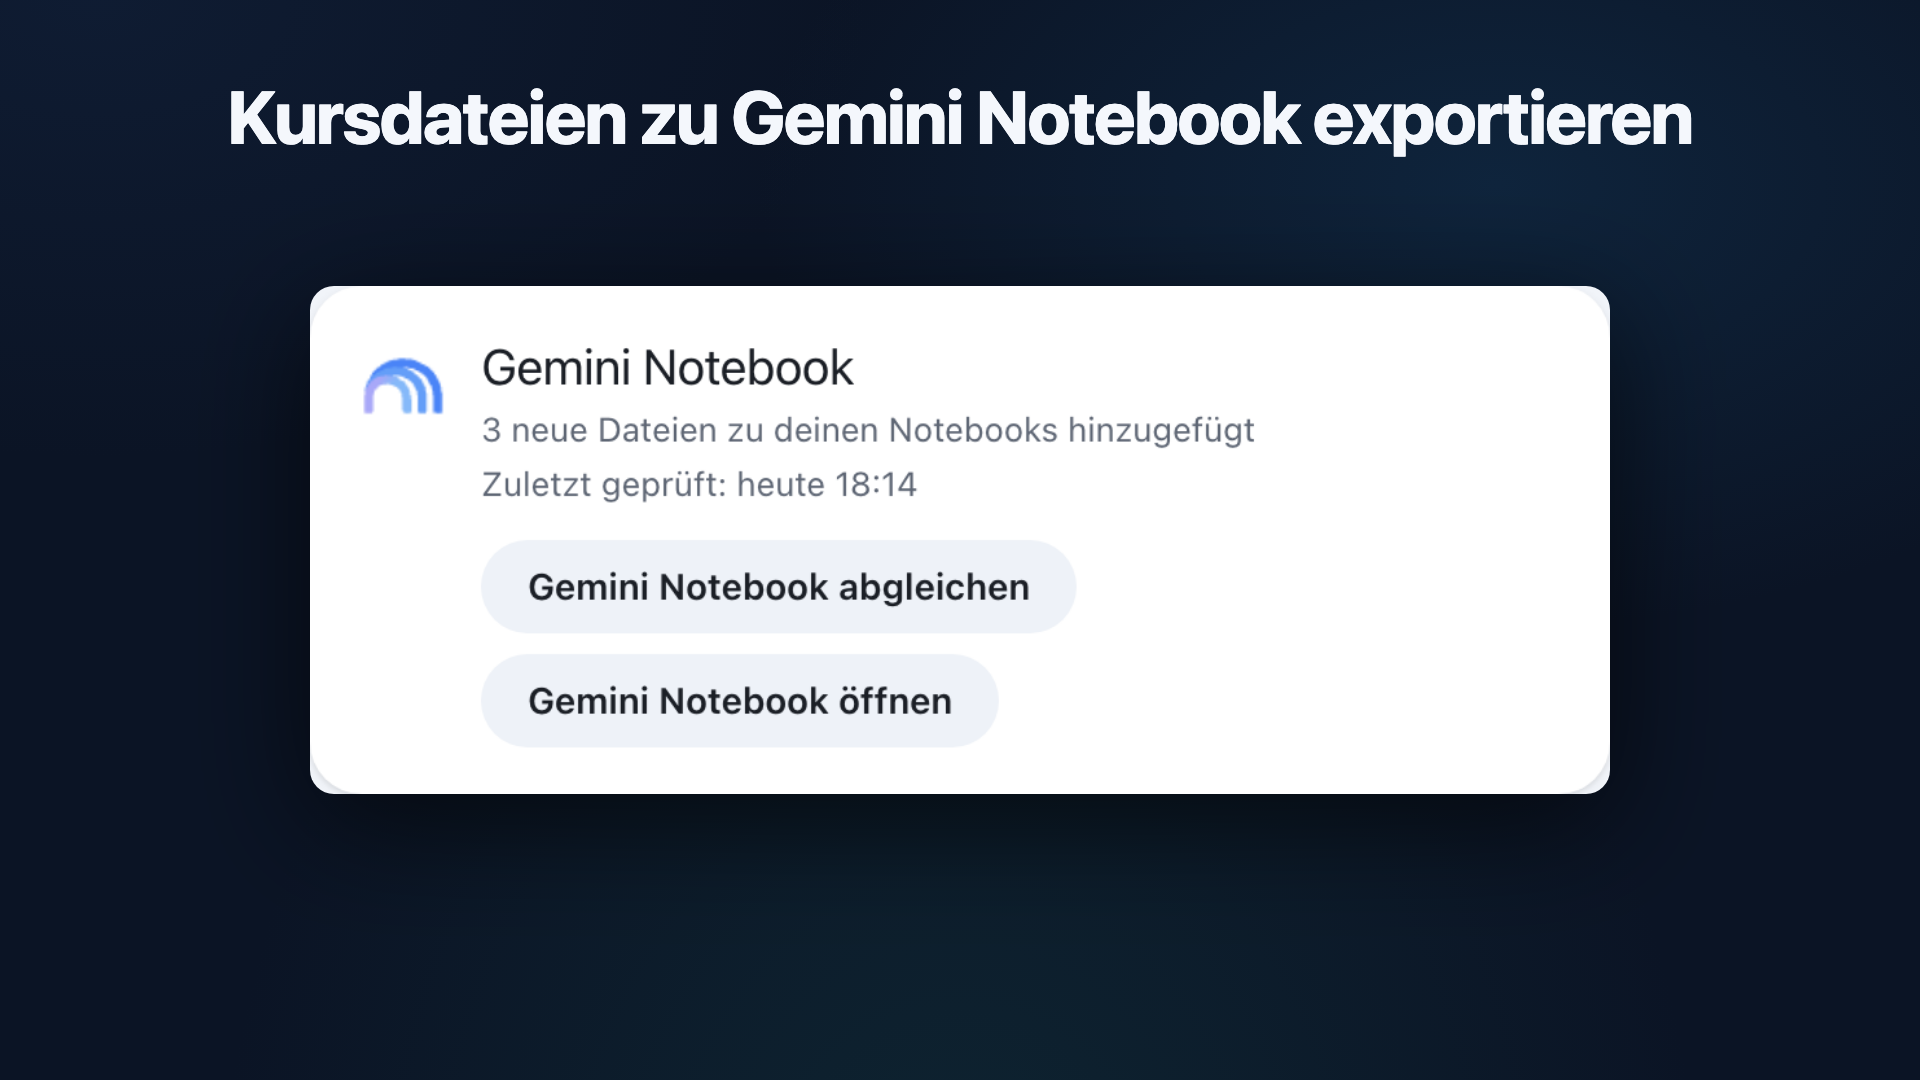 Kursdateien zu Gemini Notebook exportieren
Gemini Notebook
3 neue Dateien zu deinen Notebooks hinzugefügt
Zuletzt geprüft: heute 18:14
Gemini Notebook abgleichen
Gemini Notebook öffnen